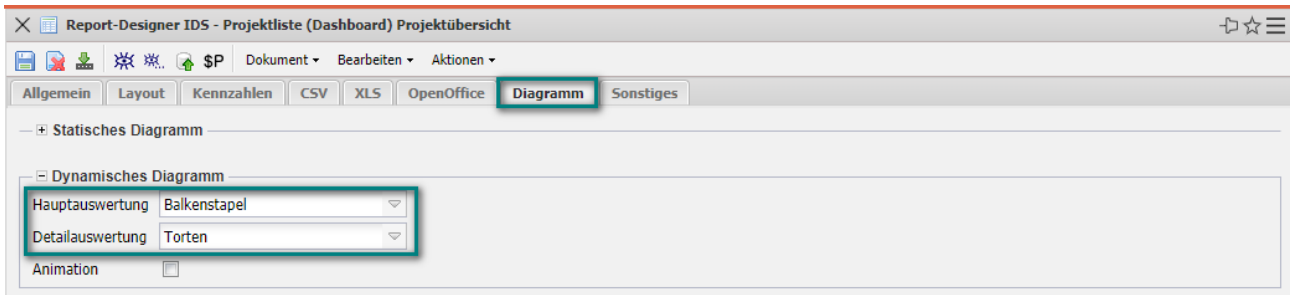 Report-Designer IDS - Projektliste (Dashboard) Projektübersicht
$P Dokument Bearbeiten Aktionen
Allgemein Layout Kennzahlen CSV XLS OpenOffice Diagramm Sonstiges
Statisches Diagramm
Dynamisches Diagramm
Hauptauswertung Balkenstapel
Detailauswertung Torten
Animation